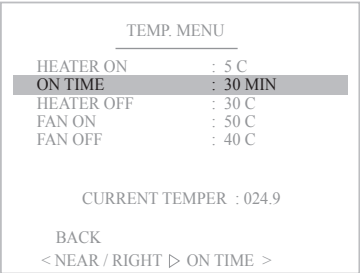 TEMP. MENU
HEATER ON : 5 C
ON TIME : 30 MIN
HEATER OFF : 30 C
FAN ON : 50 C
FAN OFF : 40 C
CURRENT TEMPER : 024.9
BACK
< NEAR / RIGHT ▷ ON TIME >